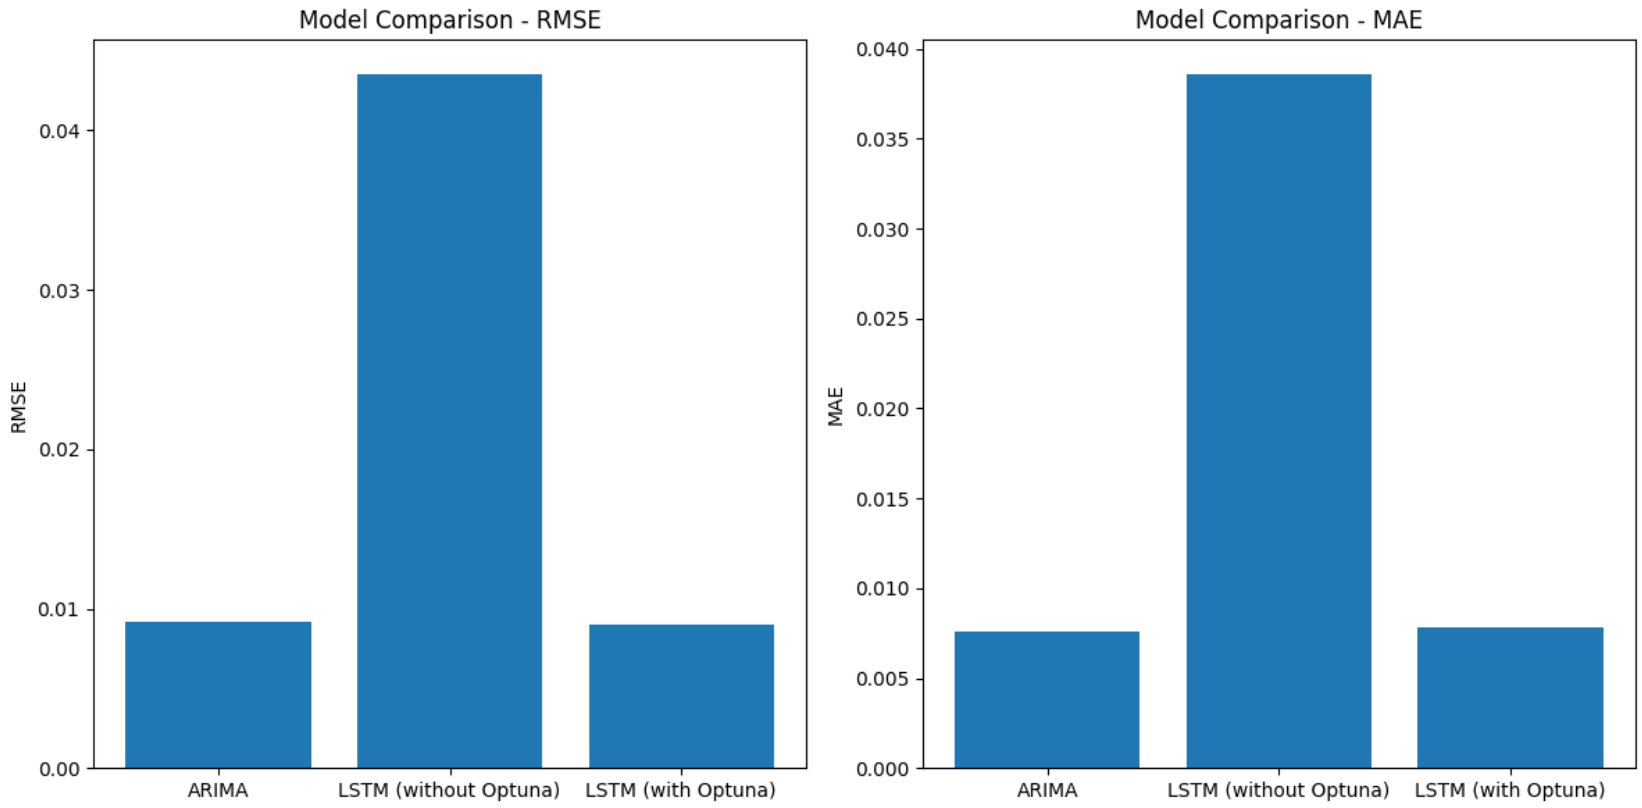 Model Comparison - RMSE
RMSE
0.04
0.03
0.02
0.01
0.00
ARIMA
LSTM (without Optuna)
LSTM (with Optuna)
Model Comparison - MAE
MAE
0.040
0.035
0.030
0.025
0.020
0.015
0.010
0.005
0.000
ARIMA
LSTM (without Optuna)
LSTM (with Optuna)